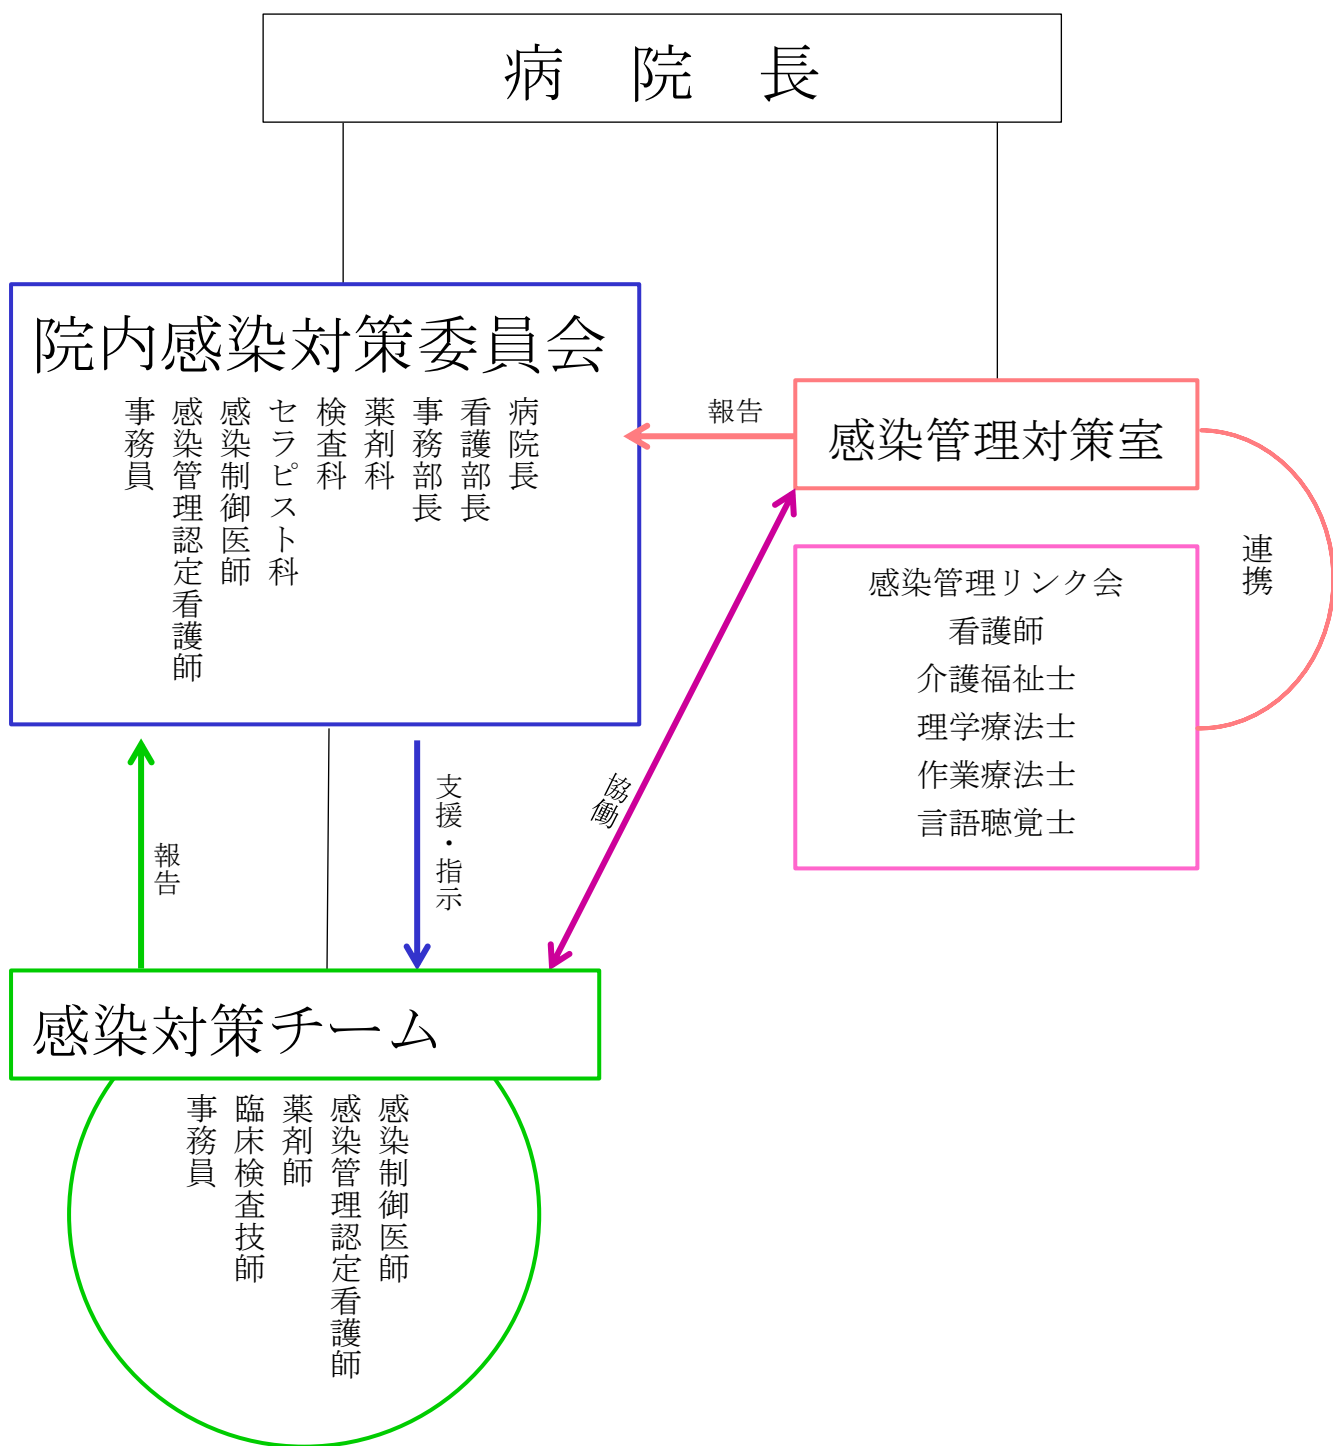 病　院　長
院内感染対策委員会
病院長
看護部長
事務部長
薬剤科
検査科
セラピスト科
感染制御医師
感染管理認定看護師
事務員
報告
感染管理対策室
連携
感染管理リンク会
看護師
介護福祉士
理学療法士
作業療法士
言語聴覚士
協働
支援・指示
報告
感染対策チーム
感染制御医師
感染管理認定看護師
薬剤師
臨床検査技師
事務員